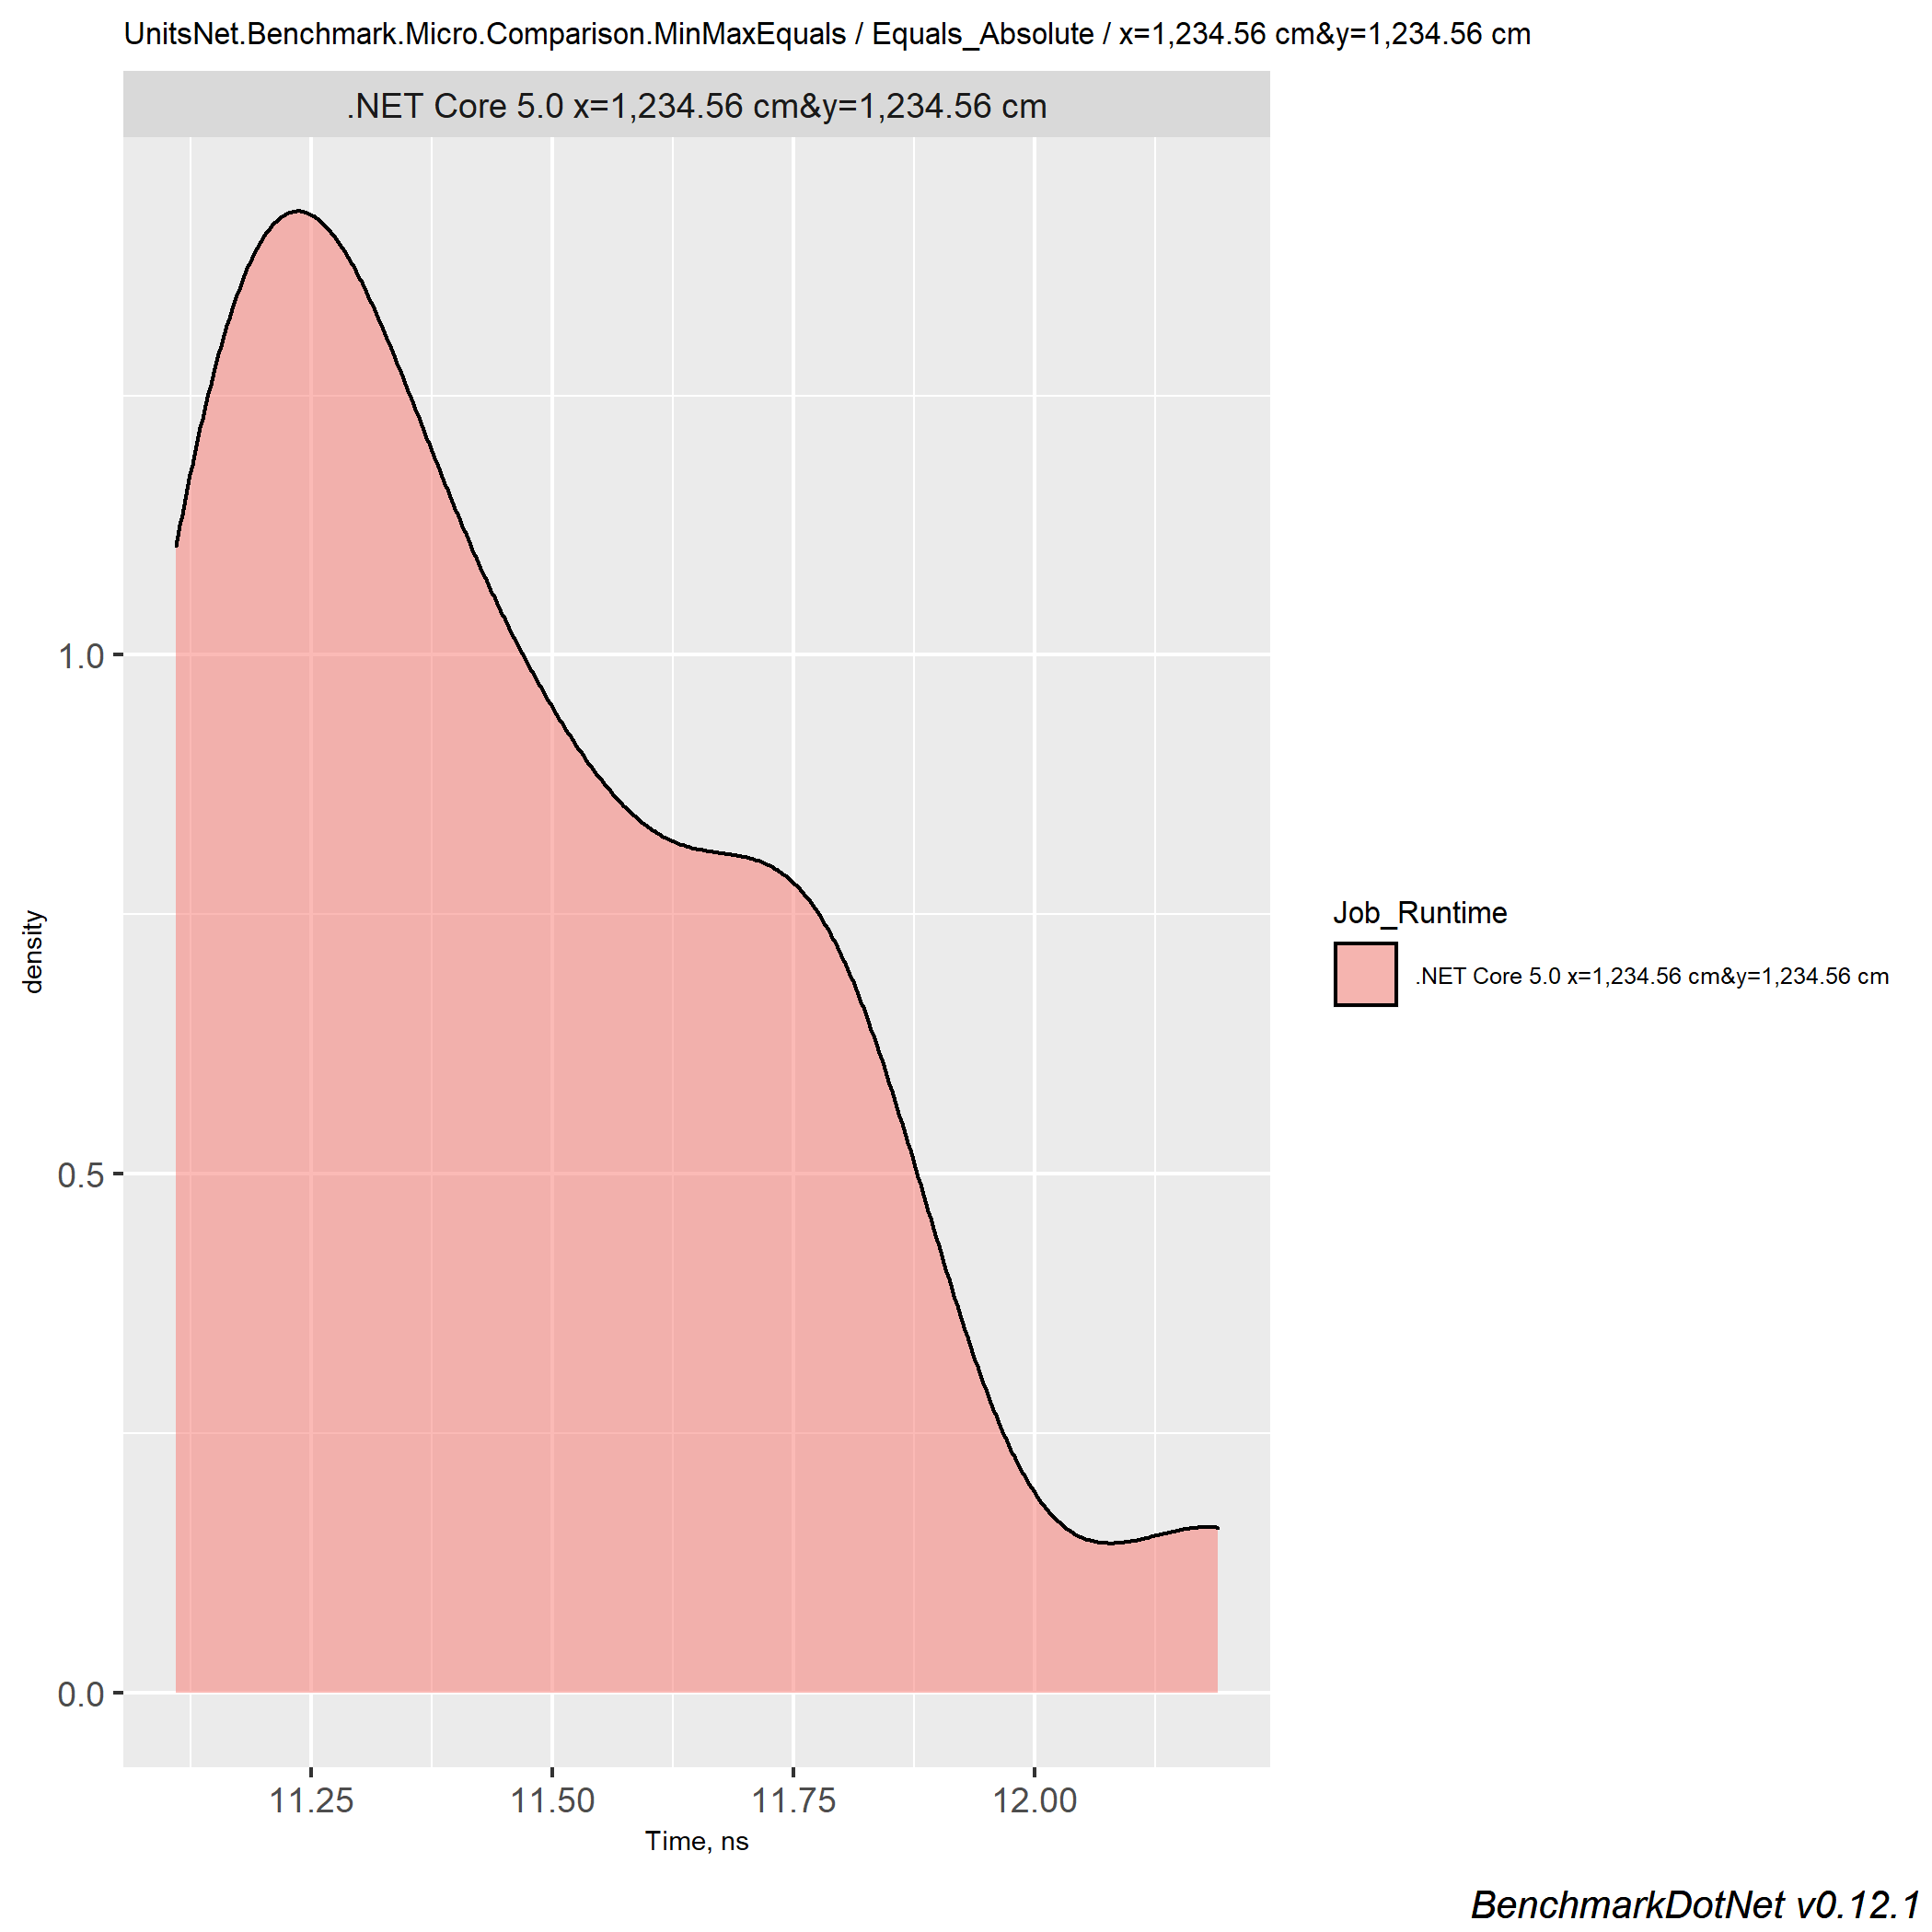 UnitsNet.Benchmark.Micro.Comparison.MinMaxEquals / Equals_Absolute / x=1,234.56 cm&y=1,234.56 cm
.NET Core 5.0 x=1,234.56 cm&y=1,234.56 cm
1.0
0.5
0.0
density
11.25 11.50 11.75 12.00
Time, ns
Job_Runtime
.NET Core 5.0 x=1,234.56 cm&y=1,234.56 cm
BenchmarkDotNet v0.12.1